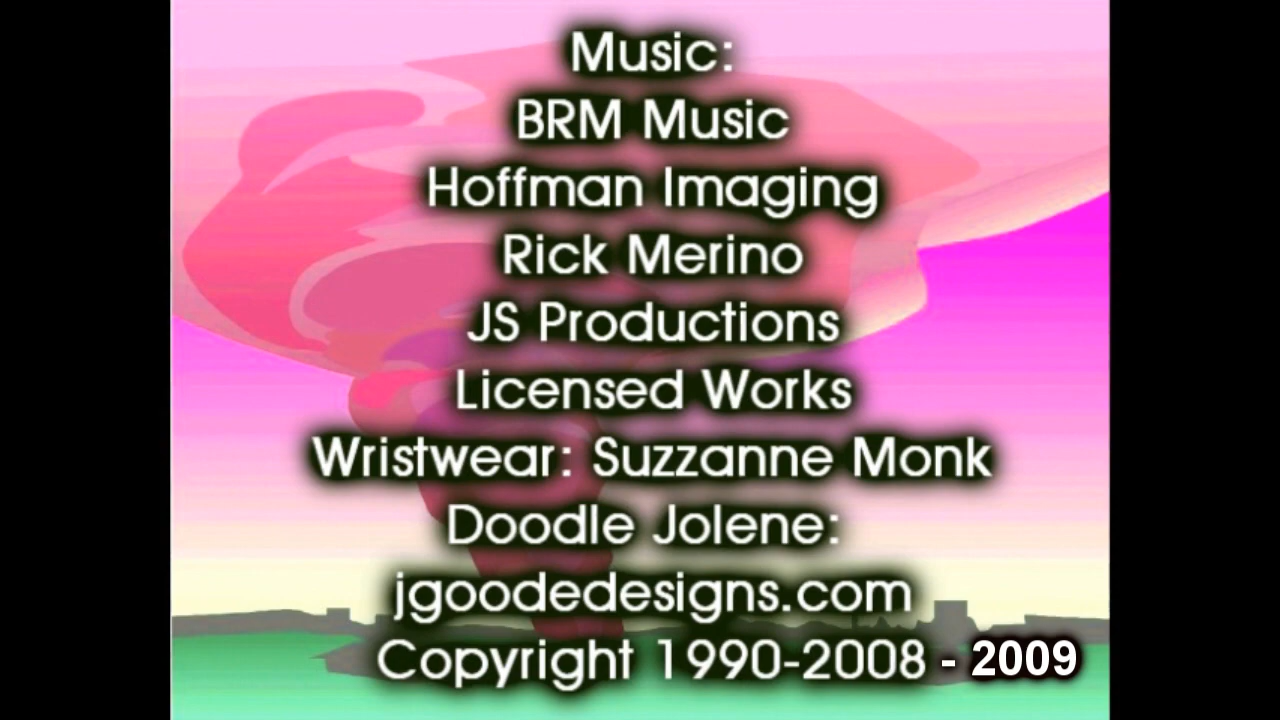 Music:
BRM Music
Hoffman Imaging
Rick Merino
JS Productions
Licensed Works
Wristwear: Suzzanne Monk
Doodle Jolene:
jgoodedesigns.com
Copyright 1990-2008 - 2009